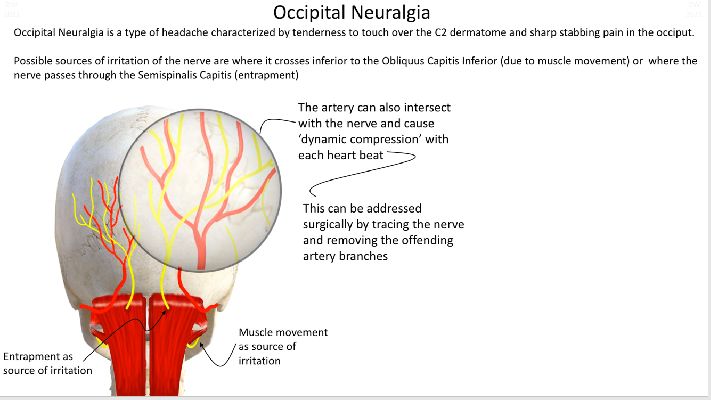 Occipital Neuralgia
Occipital Neuralgia is a type of headache characterized by tenderness to touch over the C2 dermatome and sharp stabbing pain in the occiput.
Possible sources of irritation of the nerve are where it crosses inferior to the Obliquus Capitis Inferior (due to muscle movement) or where the
nerve passes through the Semispinalis Capitis (entrapment)
The artery can also intersect
with the nerve and cause
‘dynamic compression’ with
each heart beat
This can be addressed
surgically by tracing the nerve
and removing the offending
artery branches
Muscle movement
as source of
irritation
Entrapment as
source of irritation